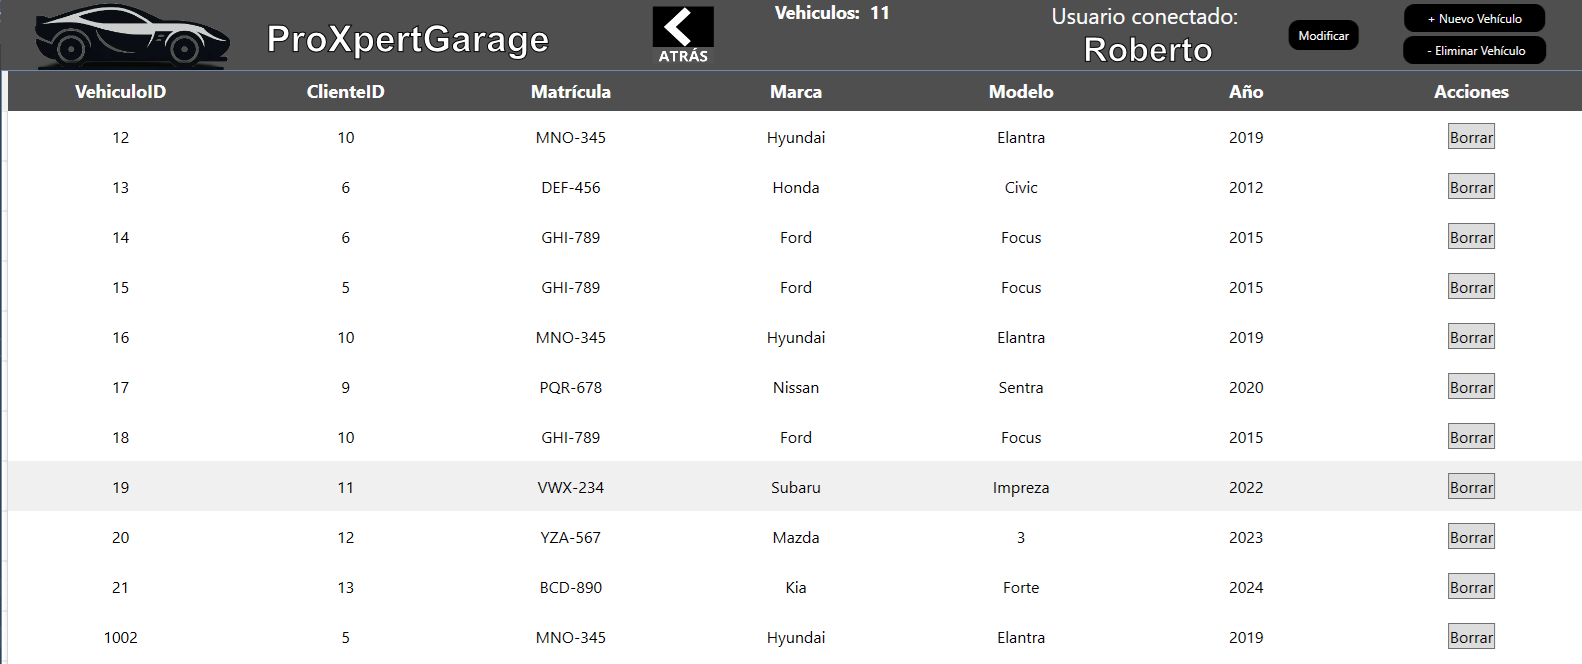 ProXpertGarage
ATRÁS
Vehiculos: 11
Usuario conectado:
Roberto
Modificar
+ Nuevo Vehículo
- Eliminar Vehículo
VehiculoID ClienteID Matrícula Marca Modelo Año Acciones
12 10 MNO-345 Hyundai Elantra 2019 Borrar
13 6 DEF-456 Honda Civic 2012 Borrar
14 6 GHI-789 Ford Focus 2015 Borrar
15 5 GHI-789 Ford Focus 2015 Borrar
16 10 MNO-345 Hyundai Elantra 2019 Borrar
17 9 PQR-678 Nissan Sentra 2020 Borrar
18 10 GHI-789 Ford Focus 2015 Borrar
19 11 VWX-234 Subaru Impreza 2022 Borrar
20 12 YZA-567 Mazda 3 2023 Borrar
21 13 BCD-890 Kia Forte 2024 Borrar
1002 5 MNO-345 Hyundai Elantra 2019 Borrar